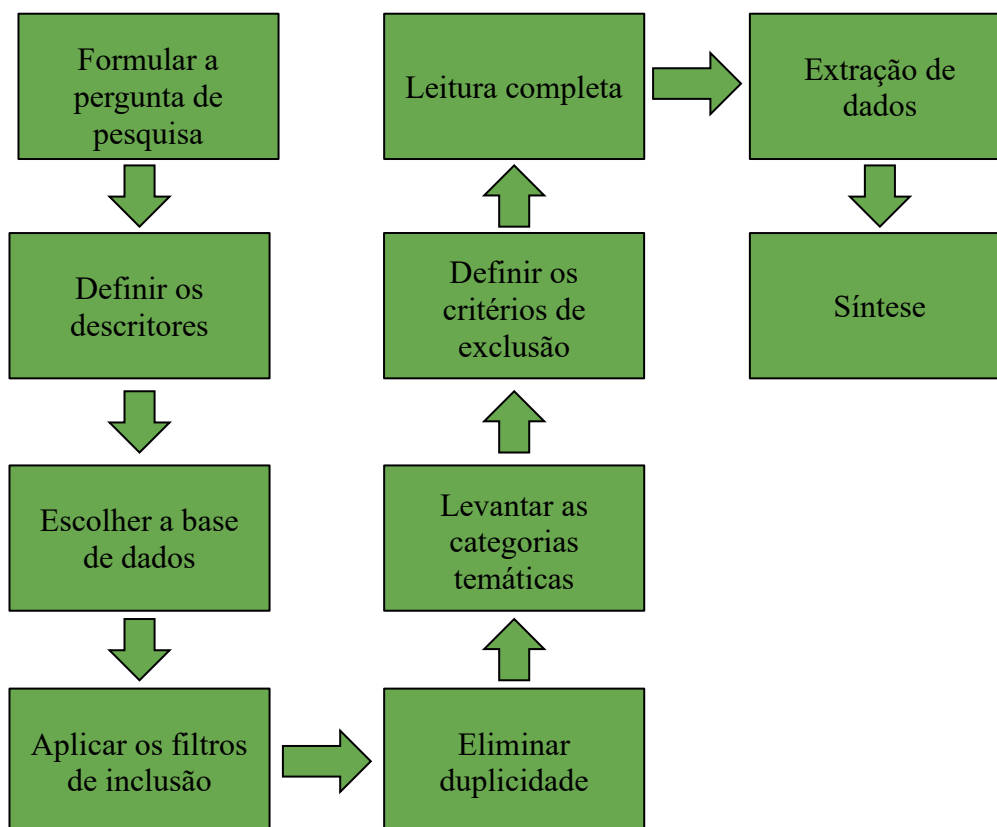 Formular a
pergunta de
pesquisa
Definir os
descritores
Escolher a base
de dados
Aplicar os filtros
de inclusão
Eliminar
duplicidade
Levantar as
categorias
temáticas
Definir os
critérios de
exclusão
Leitura completa
Extração de
dados
Síntese